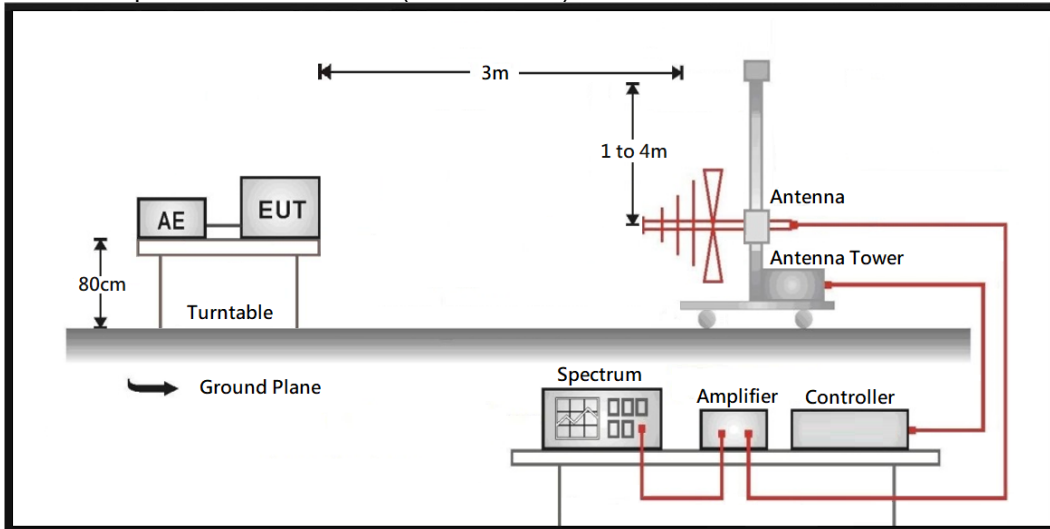 3m
1 to 4m
Antenna
AE
EUT
Antenna Tower
80cm
Turntable
Ground Plane
Spectrum
Amplifier
Controller